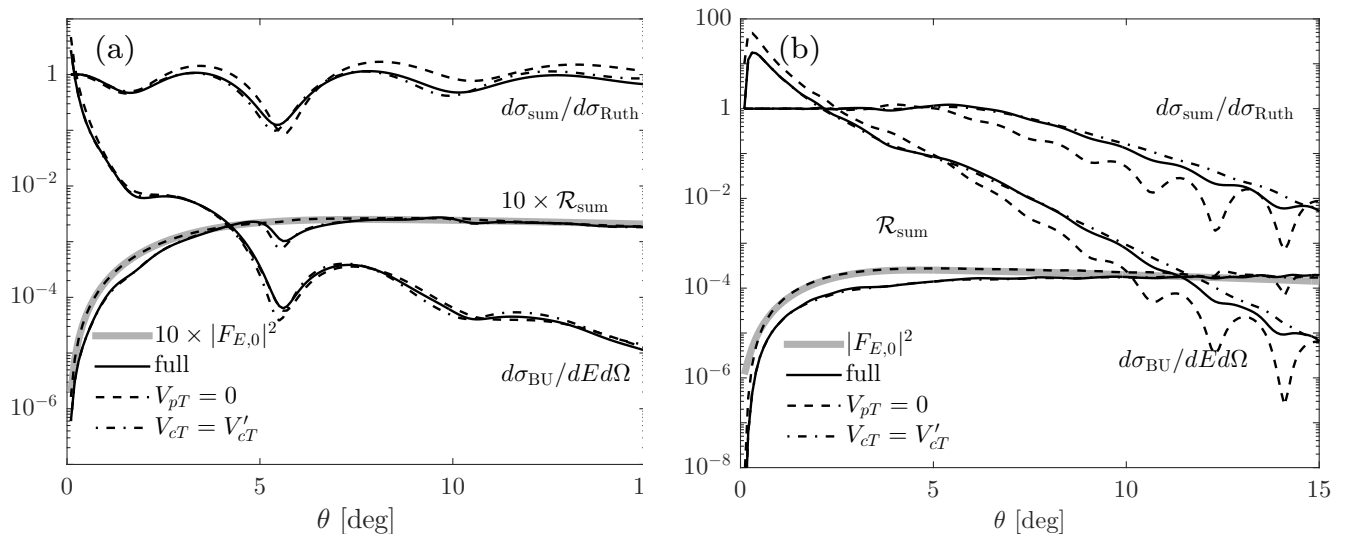 (a)
1
10⁻²
10⁻⁴
10⁻⁶
dσ_sum/dσ_Ruth
10 × 𝓡_sum
10 × |F_{E,0}|²
full
V_{pT} = 0
V_{cT} = V′_{cT}
dσ_BU/dEdΩ
0 5 10 1
θ [deg]
(b)
100
1
10⁻²
10⁻⁴
10⁻⁶
10⁻⁸
dσ_sum/dσ_Ruth
𝓡_sum
|F_{E,0}|²
full
V_{pT} = 0
V_{cT} = V′_{cT}
dσ_BU/dEdΩ
0 5 10 15
θ [deg]